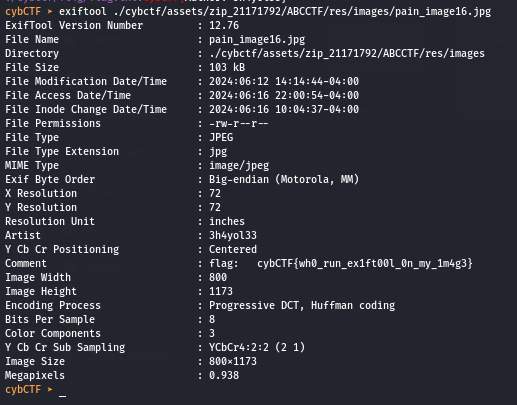 cybCTF ➤ exiftool ./cybctf/assets/zip_21171792/ABCCTF/res/images/pain_image16.jpg
ExifTool Version Number : 12.76
File Name : pain_image16.jpg
Directory : ./cybctf/assets/zip_21171792/ABCCTF/res/images
File Size : 103 kB
File Modification Date/Time : 2024:06:12 14:14:44-04:00
File Access Date/Time : 2024:06:16 22:00:54-04:00
File Inode Change Date/Time : 2024:06:16 10:04:37-04:00
File Permissions : -rw-r--r--
File Type : JPEG
File Type Extension : jpg
MIME Type : image/jpeg
Exif Byte Order : Big-endian (Motorola, MM)
X Resolution : 72
Y Resolution : 72
Resolution Unit : inches
Artist : 3h4yol33
Y Cb Cr Positioning : Centered
Comment : flag: cybCTF{wh0_run_ex1ft00l_0n_my_1m4g3}
Image Width : 800
Image Height : 1173
Encoding Process : Progressive DCT, Huffman coding
Bits Per Sample : 8
Color Components : 3
Y Cb Cr Sub Sampling : YCbCr4:2:2 (2 1)
Image Size : 800×1173
Megapixels : 0.938
cybCTF ➤ _